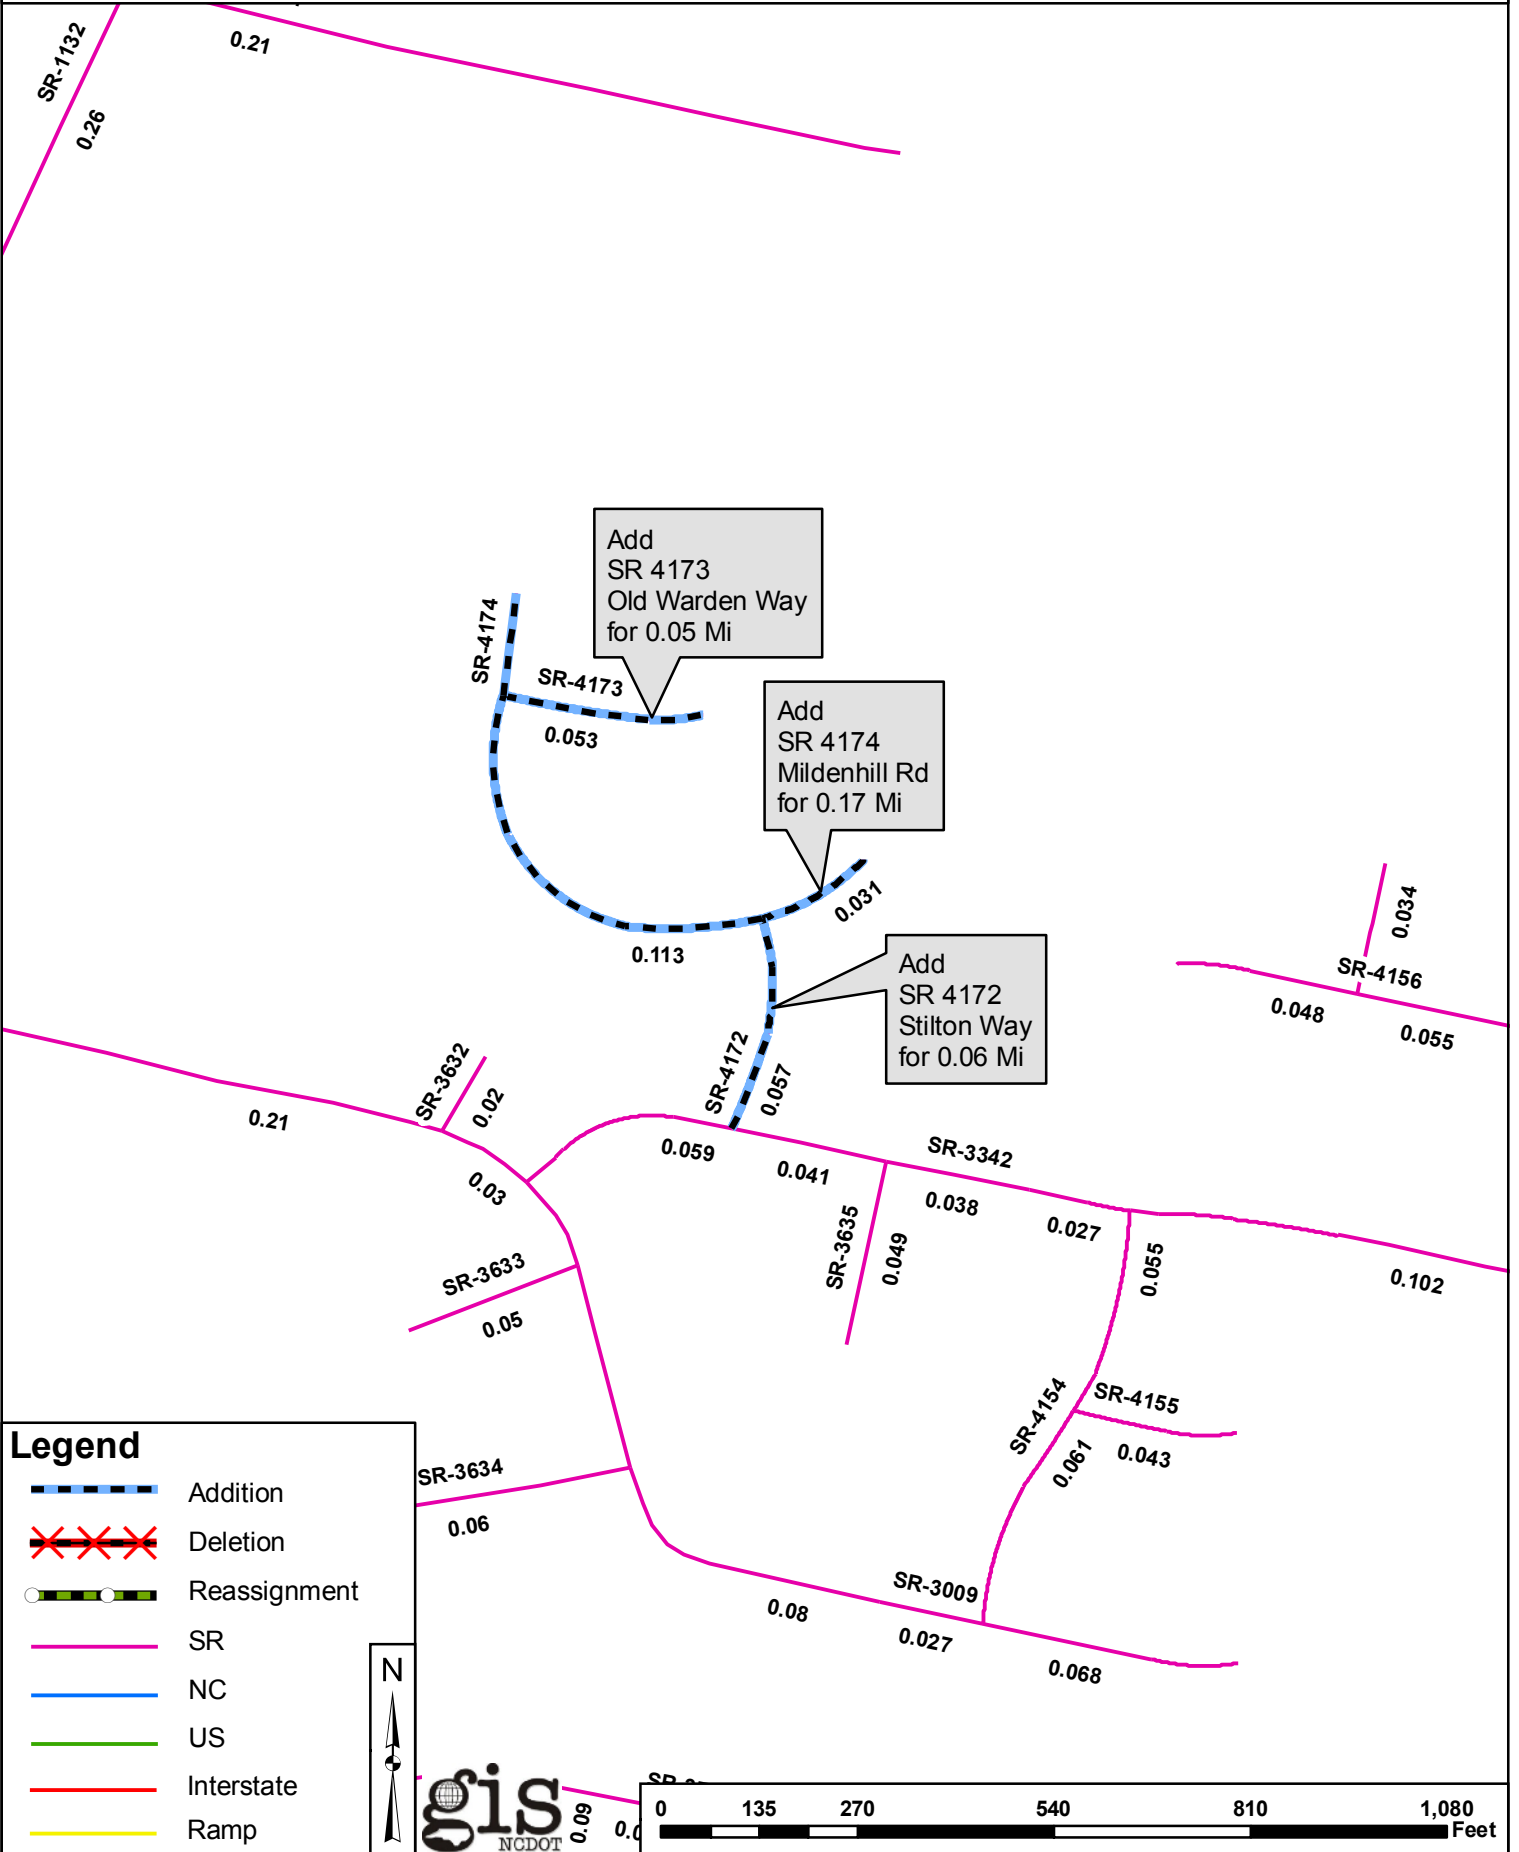 SR-1132
0.21
0.26
Add
SR 4173
Old Warden Way
for 0.05 Mi
SR-4174
SR-4173
0.053
Add
SR 4174
Mildenhill Rd
for 0.17 Mi
0.031
0.113
0.034
Add
SR 4172
Stilton Way
for 0.06 Mi
SR-4156
0.048
0.055
SR-4172
0.057
SR-3632
0.02
0.21
0.03
0.059
0.041
SR-3342
0.038
0.027
SR-3635
0.049
0.055
0.102
SR-3633
0.05
SR-4154
0.061
SR-4155
0.043
SR-3634
0.06
SR-3009
0.08
0.027
0.068
Legend
Addition
Deletion
Reassignment
SR
NC
US
Interstate
Ramp
N
gis
NCDOT
0.09
0 135 270 540 810 1,080
Feet